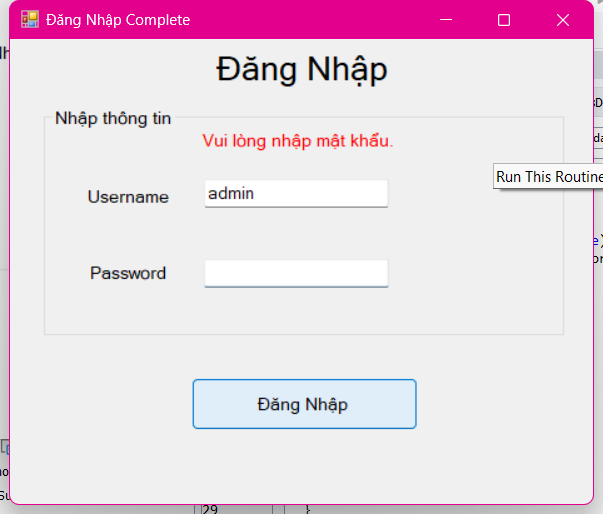 Đăng Nhập Complete
Đăng Nhập
Nhập thông tin
Vui lòng nhập mật khẩu.
Run This Routine
Username
admin
Password
Đăng Nhập
29
}